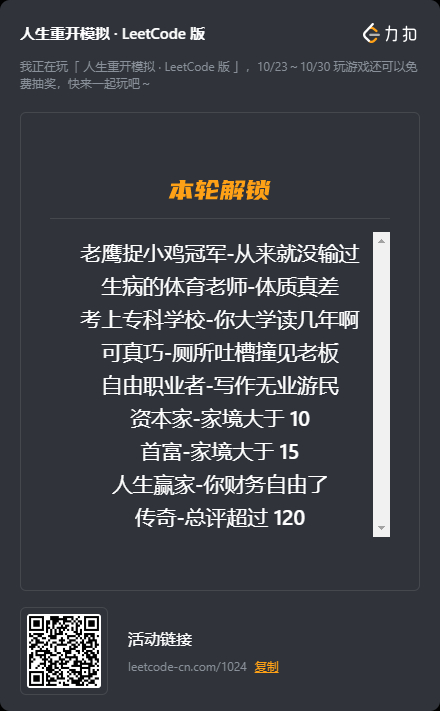 人生重开模拟 · LeetCode 版
力扣
我正在玩「 人生重开模拟 · LeetCode 版 」，10/23 ~ 10/30 玩游戏还可以免
费抽奖，快来一起玩吧～
本轮解锁
老鹰捉小鸡冠军-从来就没输过
生病的体育老师-体质真差
考上专科学校-你大学读几年啊
可真巧-厕所吐槽撞见老板
自由职业者-写作无业游民
资本家-家境大于 10
首富-家境大于 15
人生赢家-你财务自由了
传奇-总评超过 120
活动链接
leetcode-cn.com/1024 复制